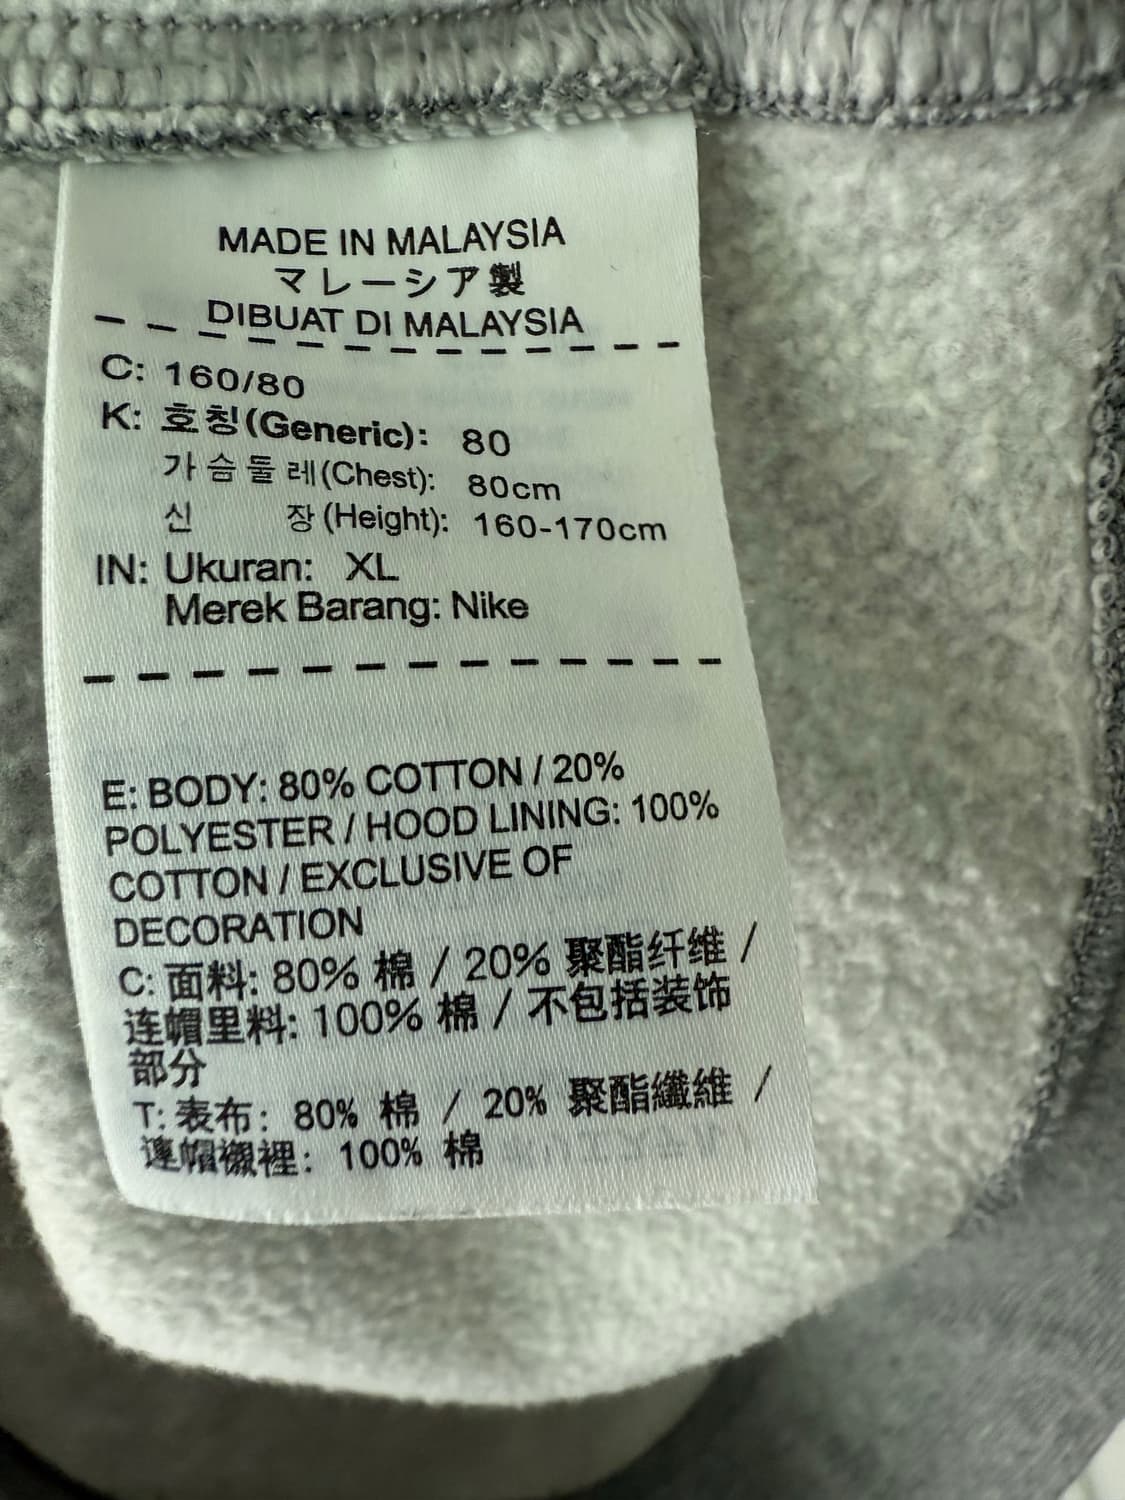 MADE IN MALAYSIA
マレーシア製
DIBUAT DI MALAYSIA
C: 160/80
K: 호칭(Generic): 80
가슴둘레(Chest): 80cm
신 장(Height): 160-170cm
IN: Ukuran: XL
Merek Barang: Nike
E: BODY: 80% COTTON / 20%
POLYESTER / HOOD LINING: 100%
COTTON / EXCLUSIVE OF
DECORATION
C: 面料: 80% 棉 / 20% 聚酯纤维 /
连帽里料: 100% 棉 / 不包括装饰
部分
T: 表布: 80% 棉 / 20% 聚酯纖維 /
連帽襯裡: 100% 棉